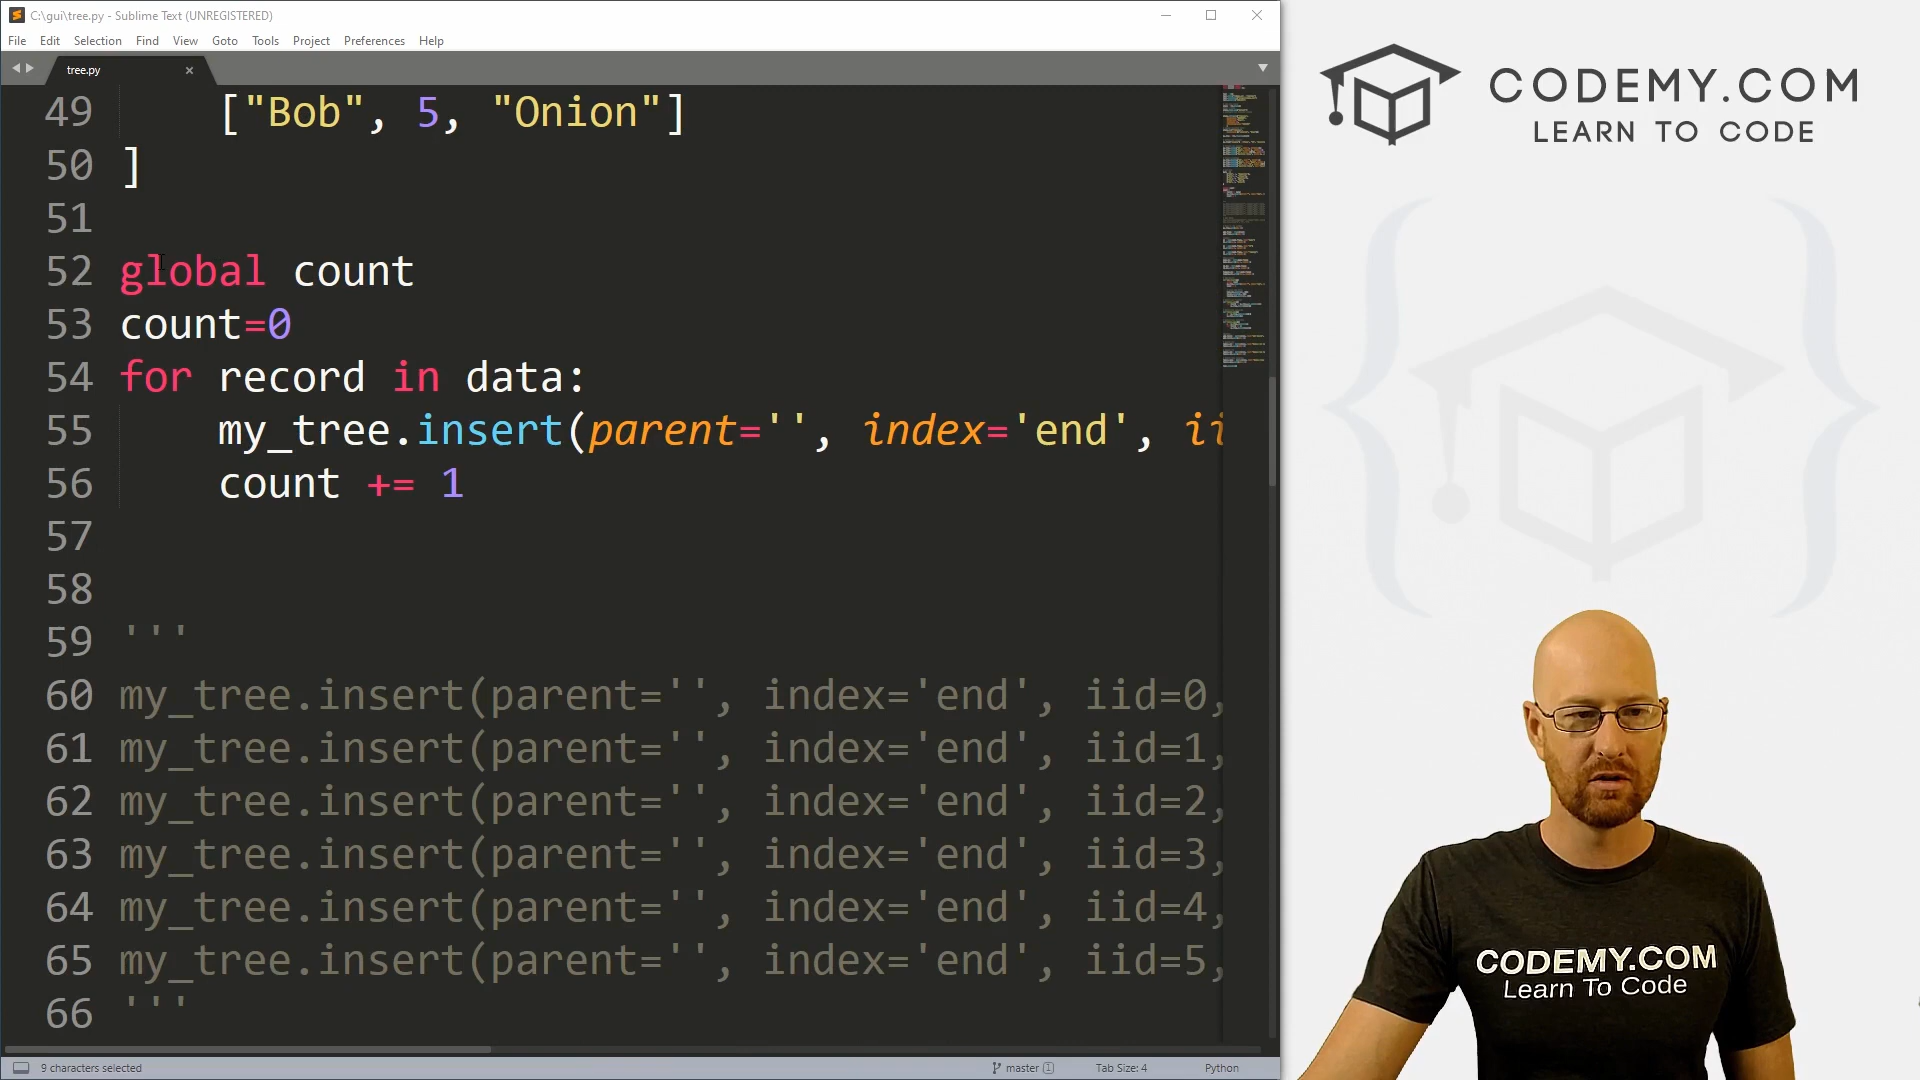 C:\gui\tree.py - Sublime Text (UNREGISTERED)
File Edit Selection Find View Goto Tools Project Preferences Help
tree.py
49 ["Bob", 5, "Onion"]
50 ]
51
52 global count
53 count=0
54 for record in data:
55 my_tree.insert(parent='', index='end', ii
56 count += 1
57
58
59 '''
60 my_tree.insert(parent='', index='end', iid=0,
61 my_tree.insert(parent='', index='end', iid=1,
62 my_tree.insert(parent='', index='end', iid=2,
63 my_tree.insert(parent='', index='end', iid=3,
64 my_tree.insert(parent='', index='end', iid=4,
65 my_tree.insert(parent='', index='end', iid=5,
66 '''
9 characters selected
master 1
Tab Size: 4
Python
CODEMY.COM
LEARN TO CODE
CODEMY.COM
Learn To Code